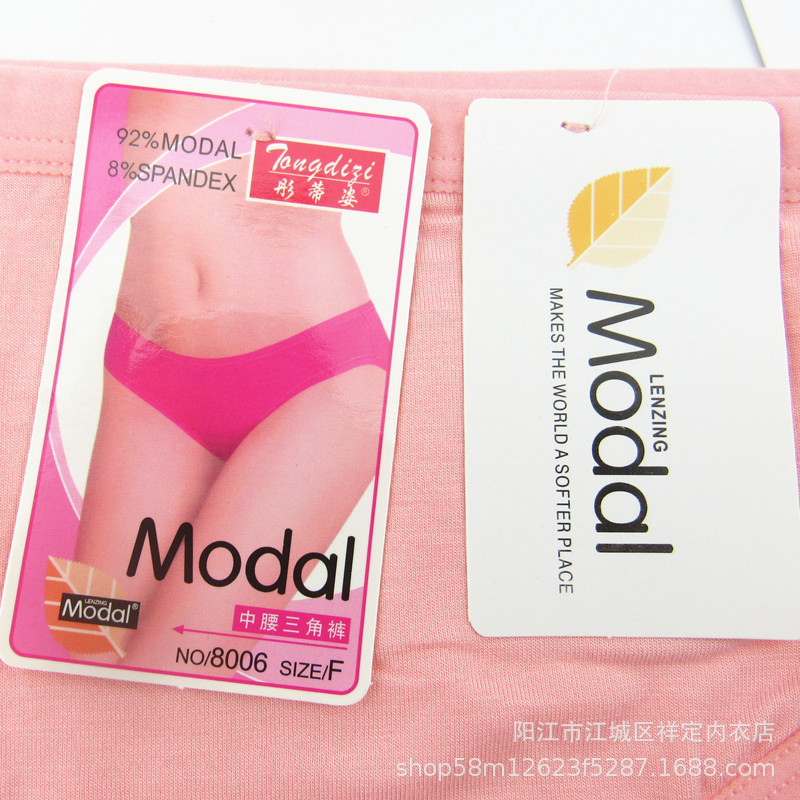 92%MODAL
8%SPANDEX
Tongdizi
彤蒂姿®
Modal
LENZING
Modal®
中腰三角裤
NO/8006 SIZE/F
LENZING
Modal
MAKES THE WORLD A SOFTER PLACE
阳江市江城区祥定内衣店
shop58m12623f5287.1688.com